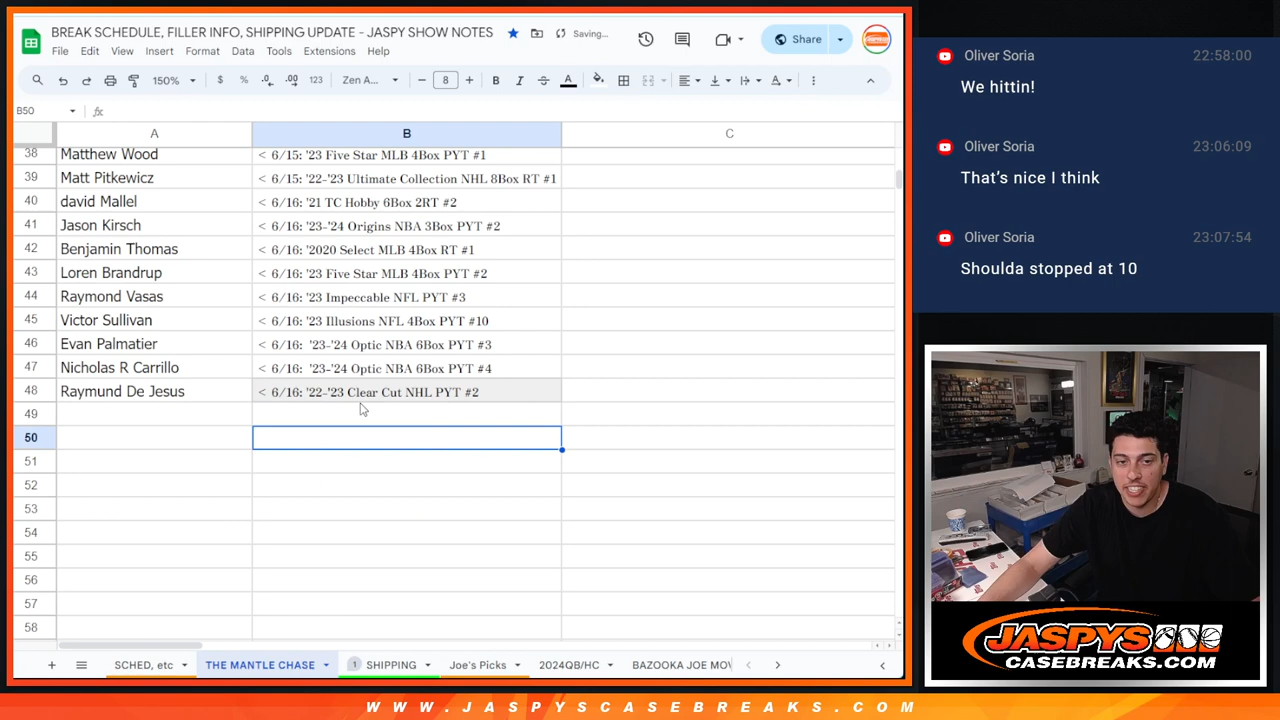 BREAK SCHEDULE, FILLER INFO, SHIPPING UPDATE - JASPY SHOW NOTES
Saving...
Share
File Edit View Insert Format Data Tools Extensions Help
150% $ % .0 .00 123 Zen A... 8 B I A
B50 fx
A B C
38 Matthew Wood < 6/15: '23 Five Star MLB 4Box PYT #1
39 Matt Pitkewicz < 6/15: '22-'23 Ultimate Collection NHL 8Box RT #1
40 david Mallel < 6/16: '21 TC Hobby 6Box 2RT #2
41 Jason Kirsch < 6/16: '23-'24 Origins NBA 3Box PYT #2
42 Benjamin Thomas < 6/16: '2020 Select MLB 4Box RT #1
43 Loren Brandrup < 6/16: '23 Five Star MLB 4Box PYT #2
44 Raymond Vasas < 6/16: '23 Impeccable NFL PYT #3
45 Victor Sullivan < 6/16: '23 Illusions NFL 4Box PYT #10
46 Evan Palmatier < 6/16: '23-'24 Optic NBA 6Box PYT #3
47 Nicholas R Carrillo < 6/16: '23-'24 Optic NBA 6Box PYT #4
48 Raymund De Jesus < 6/16: '22-'23 Clear Cut NHL PYT #2
49
50
51
52
53
54
55
56
57
58
SCHED, etc THE MANTLE CHASE 1 SHIPPING Joe's Picks 2024QB/HC BAZOOKA JOE MOV
Oliver Soria 22:58:00
We hittin!
Oliver Soria 23:06:09
That's nice I think
Oliver Soria 23:07:54
Shoulda stopped at 10
JASPYS
CASEBREAKS.COM
WWW.JASPYSCASEBREAKS.COM